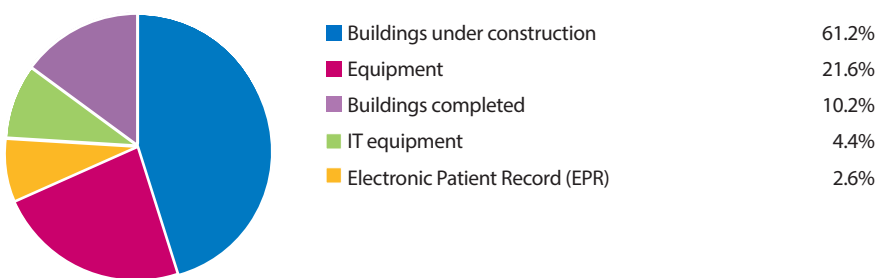 Buildings under construction 61.2%
Equipment 21.6%
Buildings completed 10.2%
IT equipment 4.4%
Electronic Patient Record (EPR) 2.6%